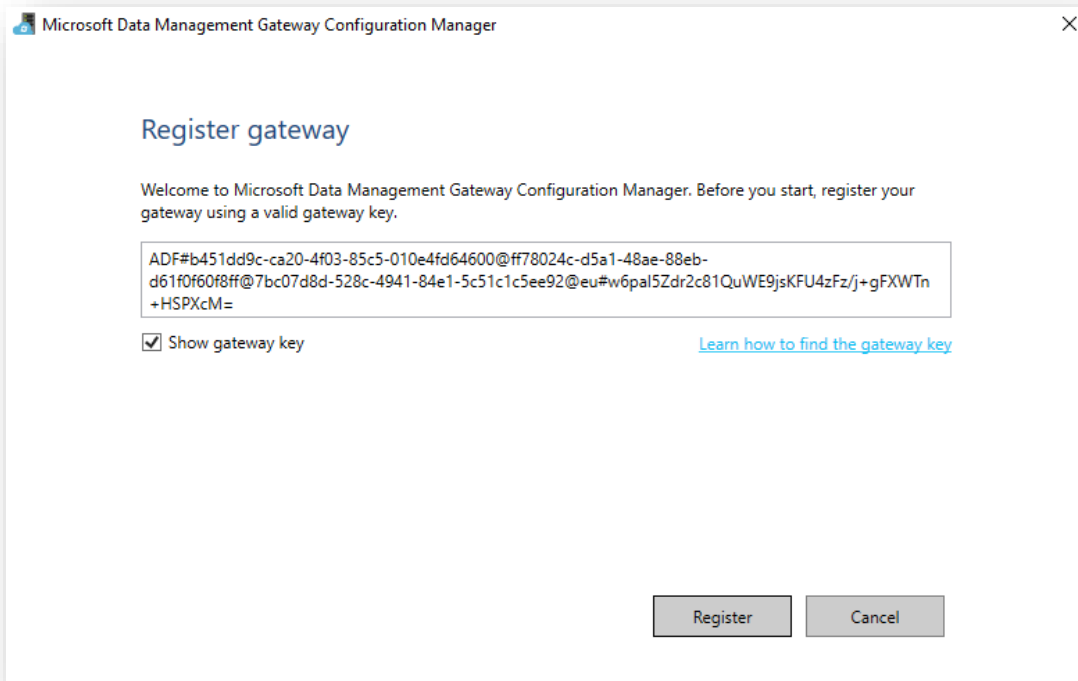 Microsoft Data Management Gateway Configuration Manager
Register gateway
Welcome to Microsoft Data Management Gateway Configuration Manager. Before you start, register your
gateway using a valid gateway key.
ADF#b451dd9c-ca20-4f03-85c5-010e4fd64600@ff78024c-d5a1-48ae-88eb-
d61f0f60f8ff@7bc07d8d-528c-4941-84e1-5c51c1c5ee92@eu#w6pal5Zdr2c81QuWE9jsKFU4zFz/j+gFXWTn
+HSPXcM=
Show gateway key
Learn how to find the gateway key
Register
Cancel